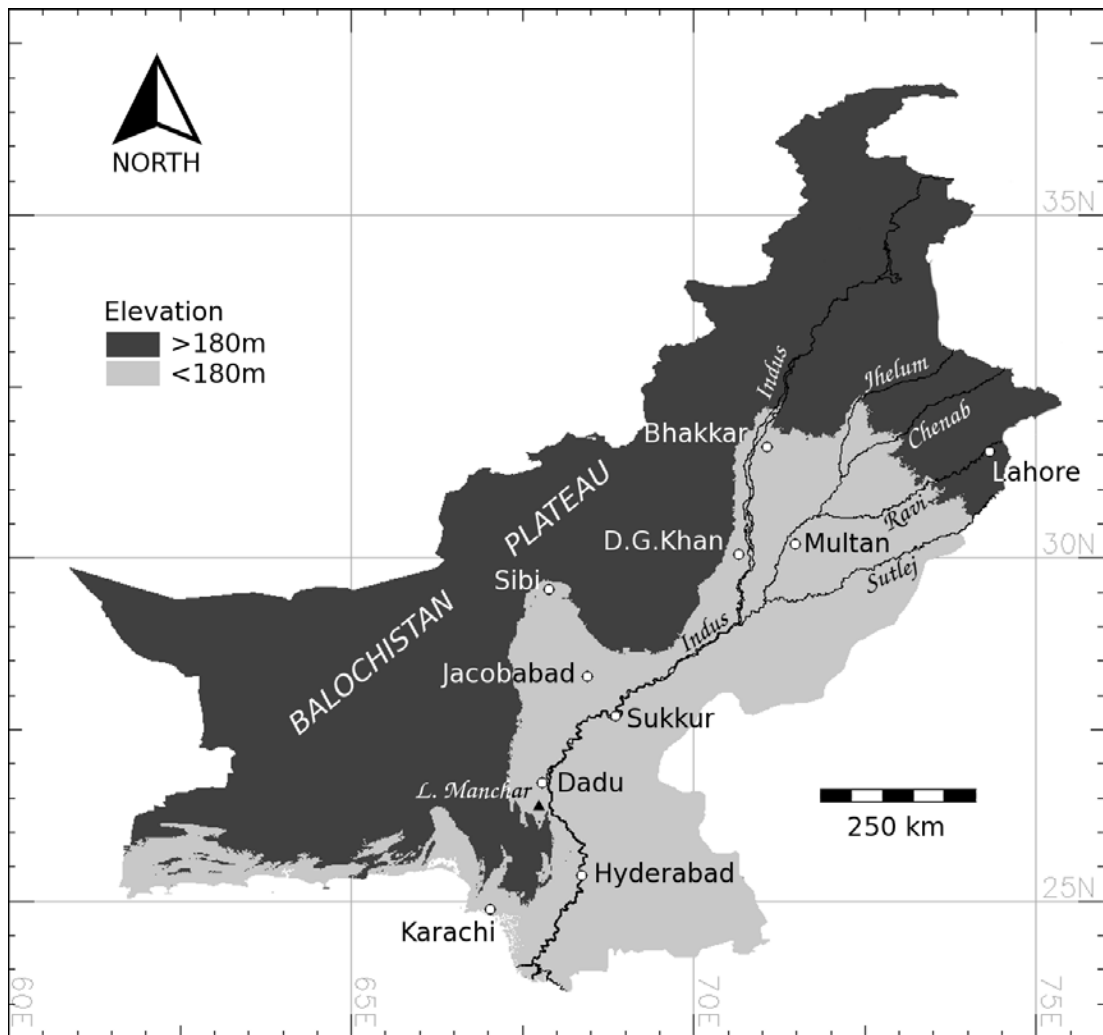 NORTH
35N
Elevation
>180m
<180m
Indus
Jhelum
Chenab
Bhakkar
Lahore
PLATEAU
Ravi
D.G.Khan
Multan
30N
Sibi
Sutlej
BALOCHISTAN
Indus
Jacobabad
Sukkur
L. Manchar
Dadu
250 km
Hyderabad
25N
Karachi
60E
65E
70E
75E